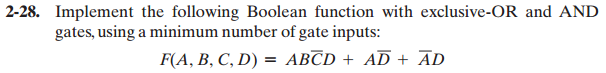 2-28. Implement the following Boolean function with exclusive-OR and AND
gates, using a minimum number of gate inputs:
F(A, B, C, D) = ABC̅D + AD̅ + A̅D